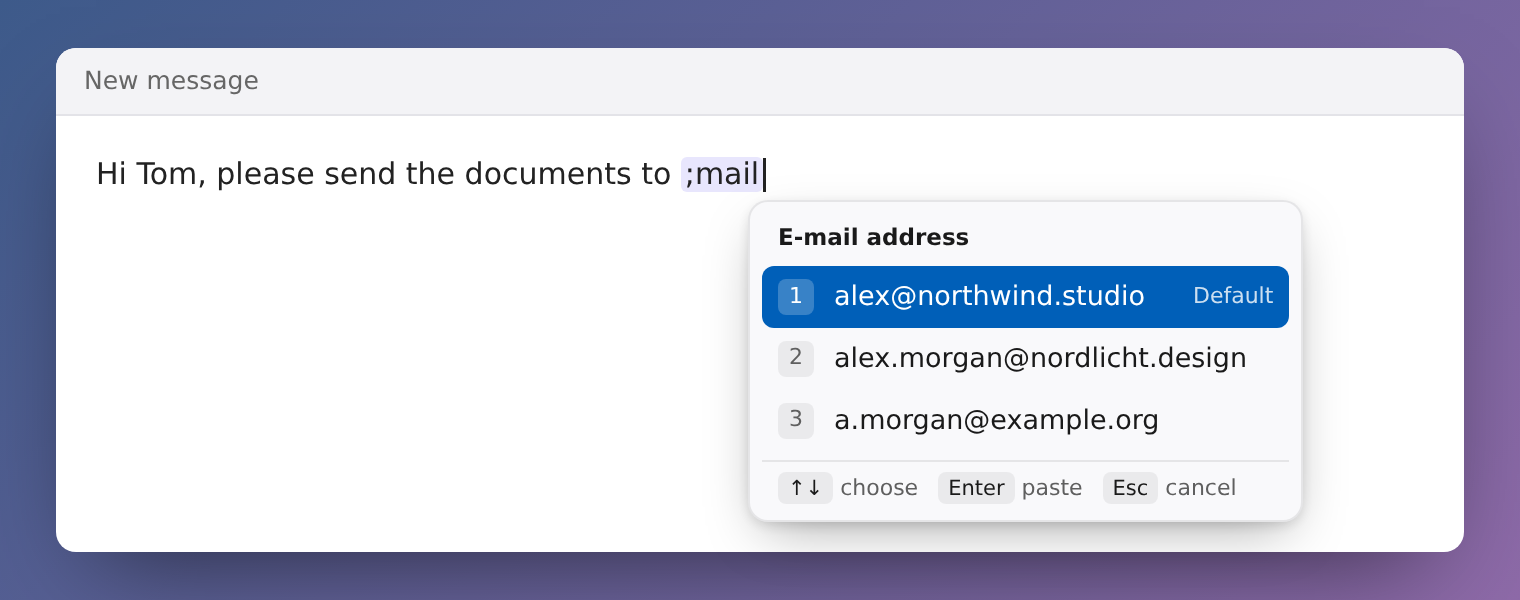 New message
Hi Tom, please send the documents to ;mail
E-mail address
1 alex@northwind.studio Default
2 alex.morgan@nordlicht.design
3 a.morgan@example.org
↑↓ choose Enter paste Esc cancel